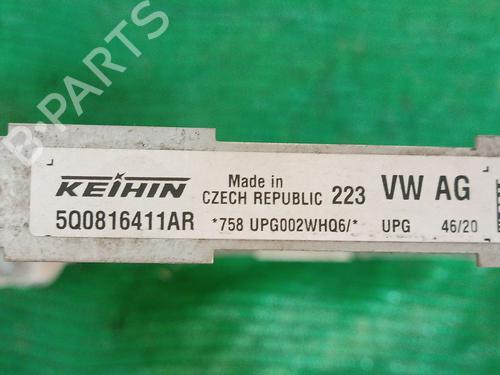 B-PARTS
KEIHIN
Made in
CZECH REPUBLIC
223
VW AG
5Q0816411AR
*758 UPG002WHQ6/*
UPG
46/20